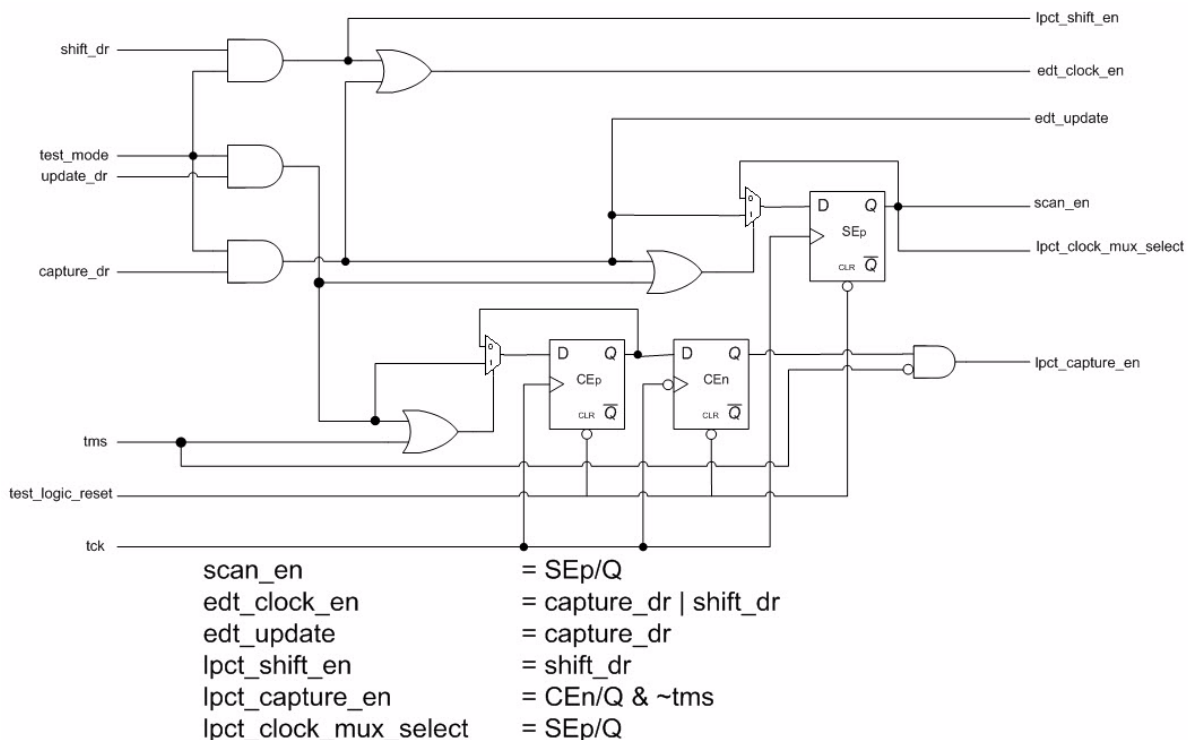 lpct_shift_en
shift_dr
edt_clock_en
edt_update
test_mode
update_dr
0
1
D Q
SEp
CLR Q
scan_en
lpct_clock_mux_select
capture_dr
0
1
D Q
CEp
CLR Q
D Q
CEn
CLR Q
lpct_capture_en
tms
test_logic_reset
tck
scan_en = SEp/Q
edt_clock_en = capture_dr | shift_dr
edt_update = capture_dr
lpct_shift_en = shift_dr
lpct_capture_en = CEn/Q & ~tms
lpct_clock_mux_select = SEp/Q